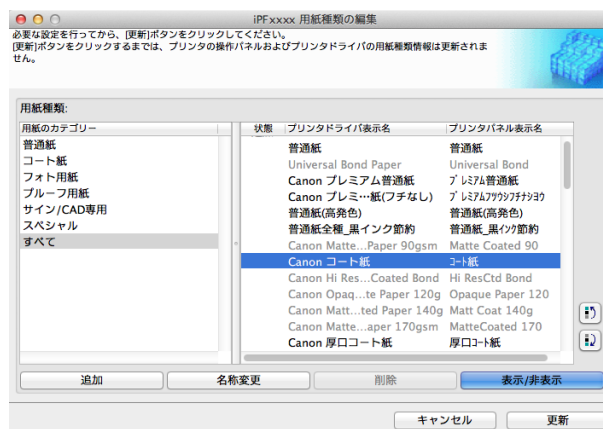 iPFxxxx 用紙種類の編集
必要な設定を行ってから、[更新]ボタンをクリックしてください。
[更新]ボタンをクリックするまでは、プリンタの操作パネルおよびプリンタドライバの用紙種類情報は更新されま
せん。
用紙種類:
用紙のカテゴリー
普通紙
コート紙
フォト用紙
プルーフ用紙
サイン/CAD専用
スペシャル
すべて
状態 プリンタドライバ表示名 プリンタパネル表示名
普通紙 普通紙
Universal Bond Paper Universal Bond
Canon プレミアム普通紙 プレミアム普通紙
Canon プレミ…紙(フチなし) プレミアムフツウシフチナシヨウ
普通紙(高発色) 普通紙(高発色)
普通紙全種_黒インク節約 普通紙_黒インク節約
Canon Matte...Paper 90gsm Matte Coated 90
Canon コート紙 コート紙
Canon Hi Res...Coated Bond Hi ResCtd Bond
Canon Opaq...te Paper 120g Opaque Paper 120
Canon Matt...ted Paper 140g Matt Coat 140g
Canon Matte...aper 170gsm MatteCoated 170
Canon 厚口コート紙 厚口コート紙
追加 名称変更 削除 表示/非表示
キャンセル 更新